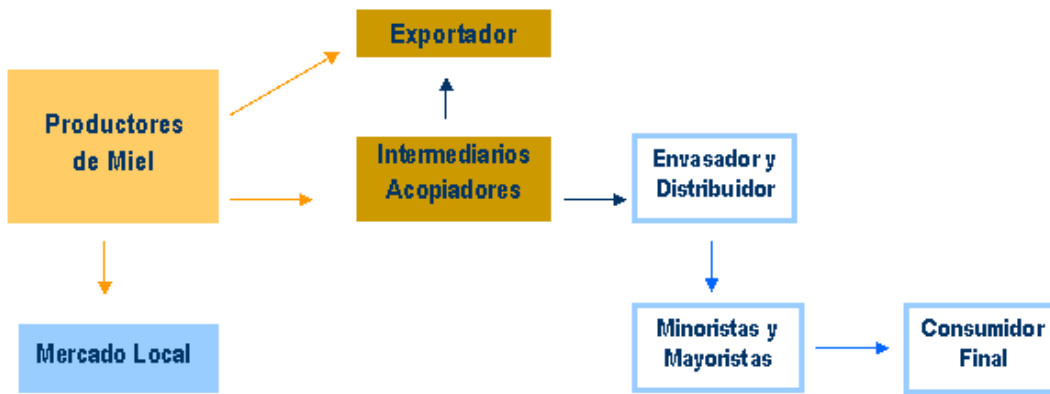 Exportador
Productores
de Miel
Intermediarios
Acopiadores
Envasador y
Distribuidor
Mercado Local
Minoristas y
Mayoristas
Consumidor
Final